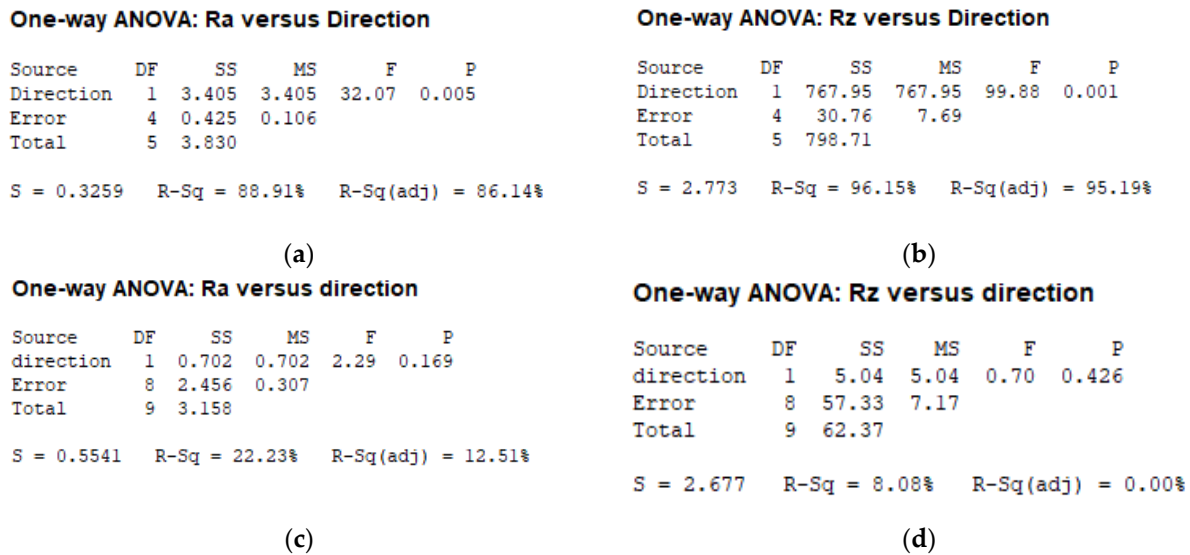 One-way ANOVA: Ra versus Direction
Source DF SS MS F P
Direction 1 3.405 3.405 32.07 0.005
Error 4 0.425 0.106
Total 5 3.830
S = 0.3259 R-Sq = 88.91% R-Sq(adj) = 86.14%
(a)
One-way ANOVA: Rz versus Direction
Source DF SS MS F P
Direction 1 767.95 767.95 99.88 0.001
Error 4 30.76 7.69
Total 5 798.71
S = 2.773 R-Sq = 96.15% R-Sq(adj) = 95.19%
(b)
One-way ANOVA: Ra versus direction
Source DF SS MS F P
direction 1 0.702 0.702 2.29 0.169
Error 8 2.456 0.307
Total 9 3.158
S = 0.5541 R-Sq = 22.23% R-Sq(adj) = 12.51%
(c)
One-way ANOVA: Rz versus direction
Source DF SS MS F P
direction 1 5.04 5.04 0.70 0.426
Error 8 57.33 7.17
Total 9 62.37
S = 2.677 R-Sq = 8.08% R-Sq(adj) = 0.00%
(d)